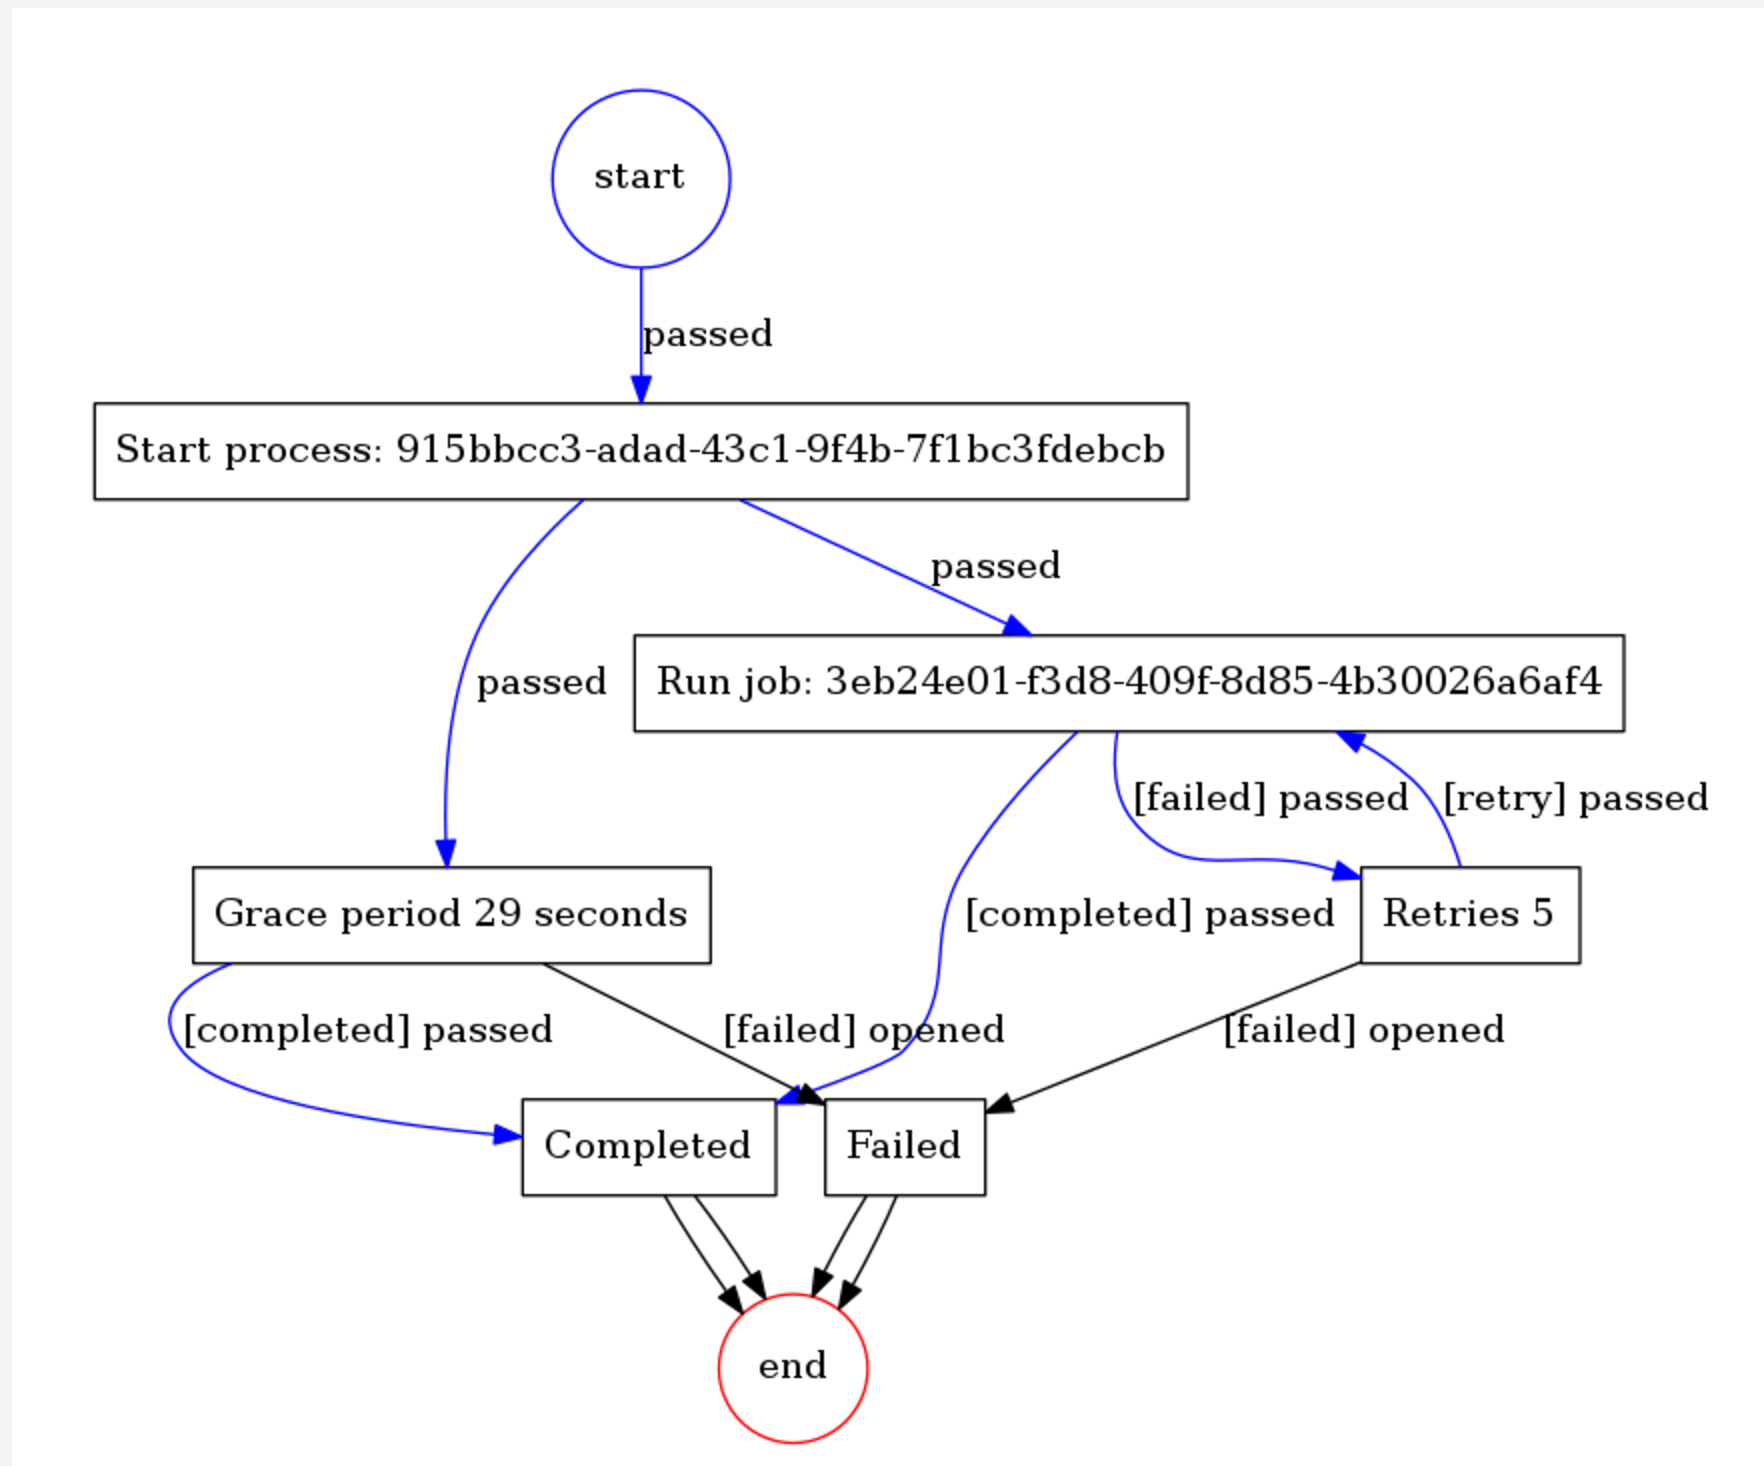 start
passed
Start process: 915bbcc3-adad-43c1-9f4b-7f1bc3fdebcb
passed
passed
Run job: 3eb24e01-f3d8-409f-8d85-4b30026a6af4
[failed] passed
[retry] passed
Grace period 29 seconds
[completed] passed
Retries 5
[completed] passed
[failed] opened
[failed] opened
Completed
Failed
end